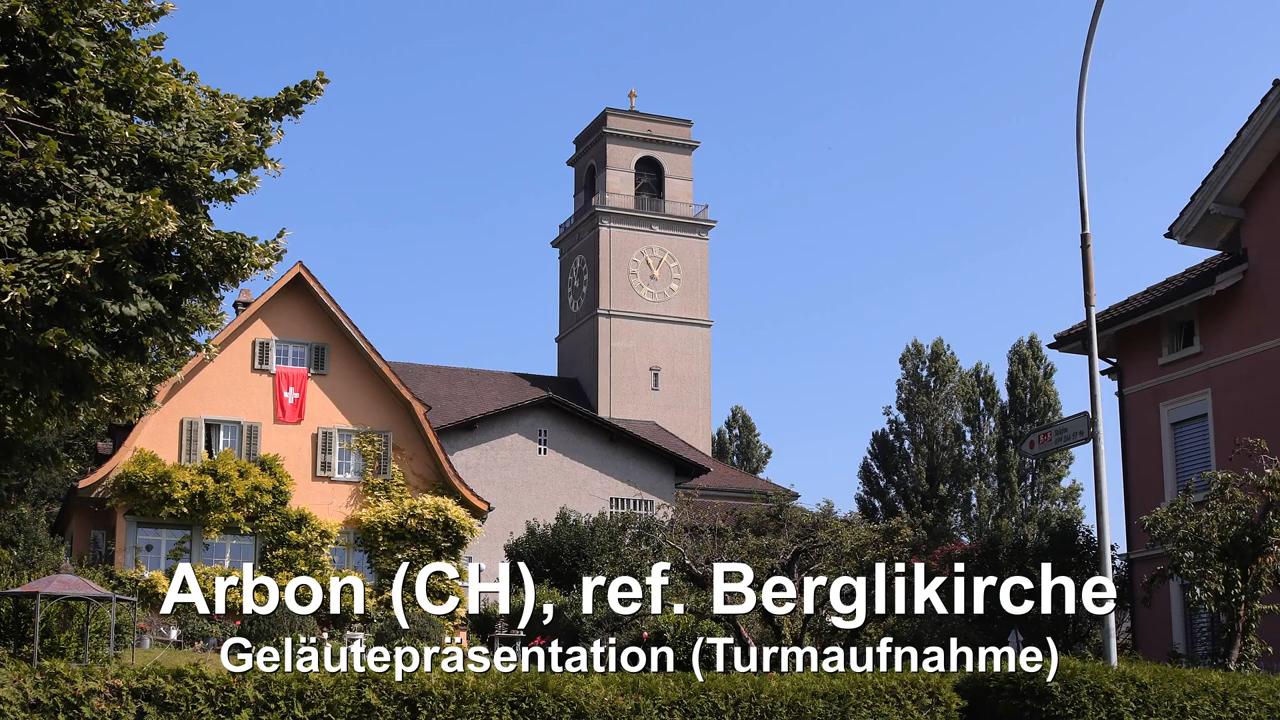 Arbon (CH), ref. Berglikirche
Geläutepräsentation (Turmaufnahme)